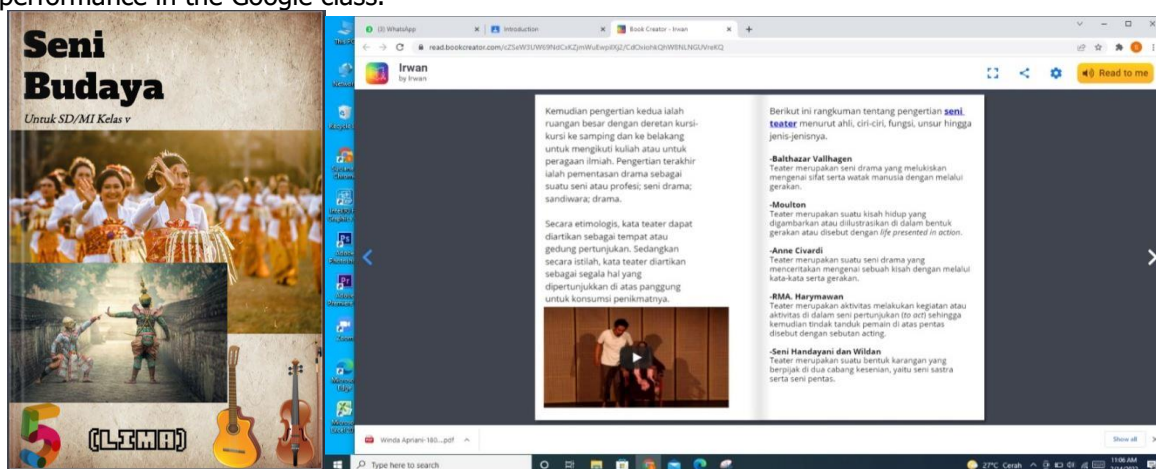 performance in the Google class.
Seni
Budaya
Untuk SD/MI Kelas v
5
(LIMA)
(3) WhatsApp
Introduction
Book Creator - Irwan
Irwan
by Irwan
Read to me
Kemudian pengertian kedua ialah
ruangan besar dengan deretan kursi-
kursi ke samping dan ke belakang
untuk mengikuti kuliah atau untuk
peragaan ilmiah. Pengertian terakhir
ialah pementasan drama sebagai
suatu seni atau profesi; seni drama;
sandiwara; drama.
Secara etimologis, kata teater dapat
diartikan sebagai tempat atau
gedung pertunjukan. Sedangkan
secara istilah, kata teater diartikan
sebagai segala hal yang
dipertunjukkan di atas panggung
untuk konsumsi penikmatnya.
Berikut ini rangkuman tentang pengertian seni
teater menurut ahli, ciri-ciri, fungsi, unsur hingga
jenis-jenisnya.
-Balthazar Vallhagen
Teater merupakan seni drama yang melukiskan
mengenai sifat serta watak manusia dengan melalui
gerakan.
-Moulton
Teater merupakan suatu kisah hidup yang
digambarkan atau diilustrasikan di dalam bentuk
gerakan atau disebut dengan life presented in action.
-Anne Civardi
Teater merupakan suatu seni drama yang
menceritakan mengenai sebuah kisah dengan melalui
kata-kata serta gerakan.
-RMA. Harymawan
Teater merupakan aktivitas melakukan kegiatan atau
aktivitas di dalam seni pertunjukan (to act) sehingga
kemudian tindak tanduk pemain di atas pentas
disebut dengan sebutan acting.
-Seni Handayani dan Wildan
Teater merupakan suatu bentuk karangan yang
berpijak di dua cabang kesenian, yaitu seni sastra
serta seni pentas.
Winda Apriani-180...pdf
Show all
Type here to search
27°C Cerah
11:06 AM